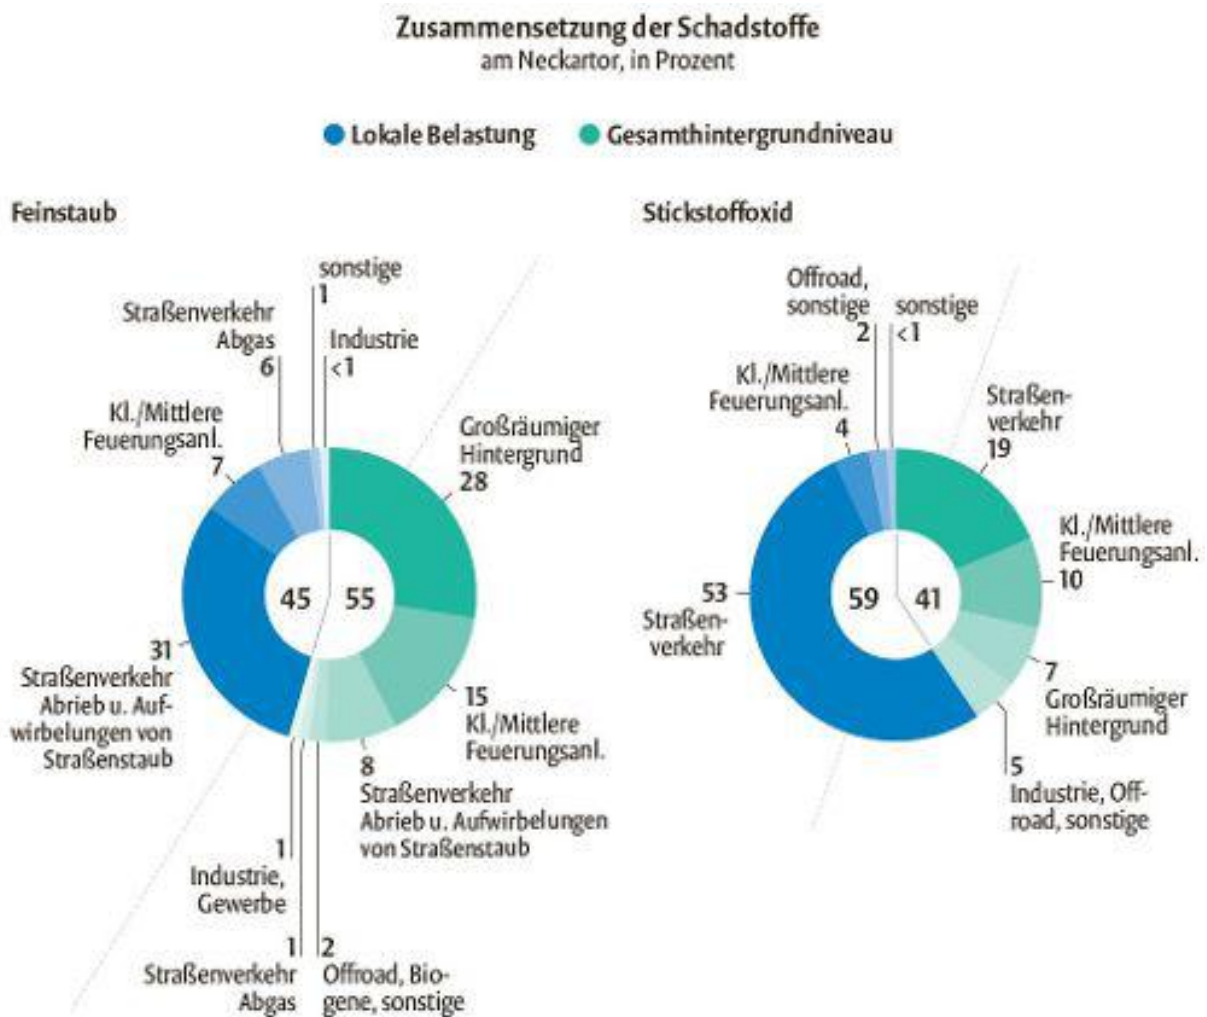 Zusammensetzung der Schadstoffe
am Neckartor, in Prozent
Lokale Belastung
Gesamthintergrundniveau
Feinstaub
sonstige
1
Straßenverkehr
Abgas
6
Industrie
<1
Kl./Mittlere
Feuerungsanl.
7
Großräumiger
Hintergrund
28
45
55
31
Straßenverkehr
Abrieb u. Auf-
wirbelungen von
Straßenstaub
15
Kl./Mittlere
Feuerungsanl.
8
Straßenverkehr
Abrieb u. Aufwirbelungen
von Straßenstaub
1
Industrie,
Gewerbe
1
Straßenverkehr
Abgas
2
Offroad, Bio-
gene, sonstige
Stickstoffoxid
Offroad,
sonstige
2
sonstige
<1
Kl./Mittlere
Feuerungsanl.
4
Straßen-
verkehr
19
Kl./Mittlere
Feuerungsanl.
10
53
Straßen-
verkehr
59
41
7
Großräumiger
Hintergrund
5
Industrie, Off-
road, sonstige